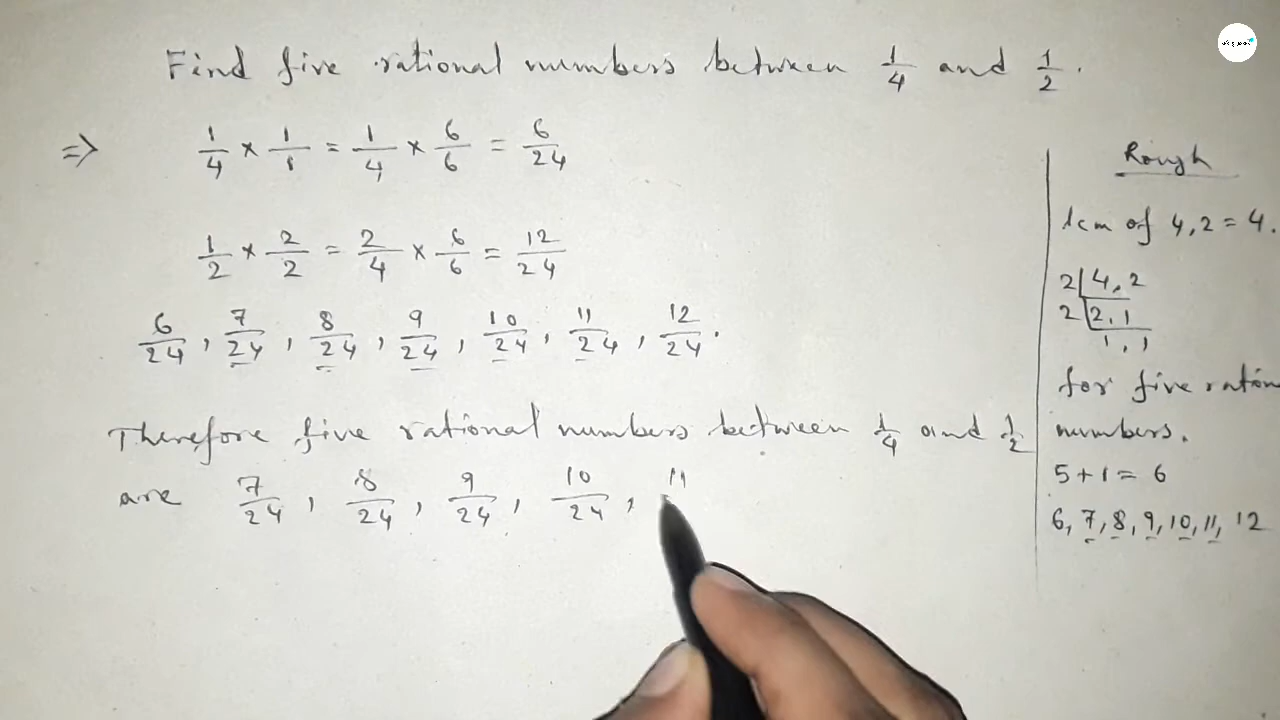 Find five rational numbers between 1/4 and 1/2.
⇒ 1/4 × 1/1 = 1/4 × 6/6 = 6/24
1/2 × 2/2 = 2/4 × 6/6 = 12/24
6/24, 7/24, 8/24, 9/24, 10/24, 11/24, 12/24.
Therefore five rational numbers between 1/4 and 1/2
are 7/24, 8/24, 9/24, 10/24, 11
Rough
lcm of 4,2 = 4.
2|4, 2
2|2, 1
1, 1
for five ration
numbers.
5+1= 6
6, 7, 8, 9, 10, 11, 12